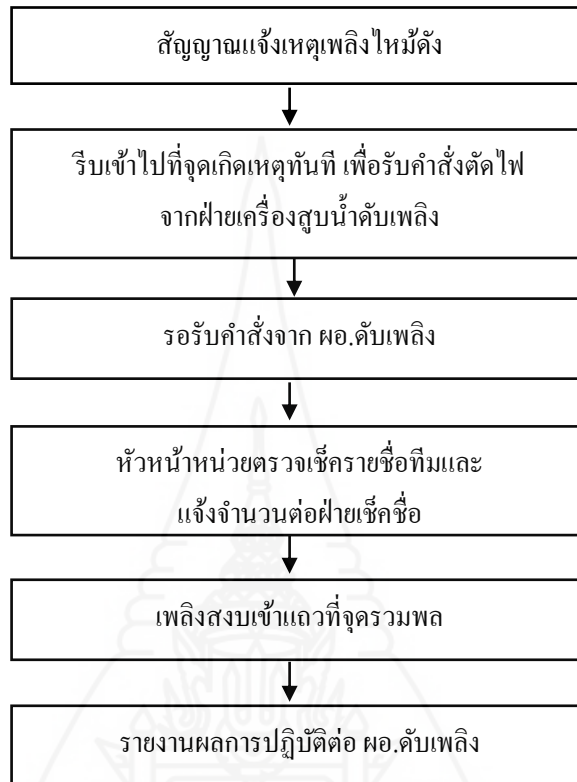 สัญญาณแจ้งเหตุเพลิงไหม้ดัง
รีบเข้าไปที่จุดเกิดเหตุทันที เพื่อรับคำสั่งตัดไฟ
จากฝ่ายเครื่องสูบน้ำดับเพลิง
รอรับคำสั่งจาก ผอ.ดับเพลิง
หัวหน้าหน่วยตรวจเช็ครายชื่อทีมและ
แจ้งจำนวนต่อฝ่ายเช็คชื่อ
เพลิงสงบเข้าแถวที่จุดรวมพล
รายงานผลการปฏิบัติต่อ ผอ.ดับเพลิง